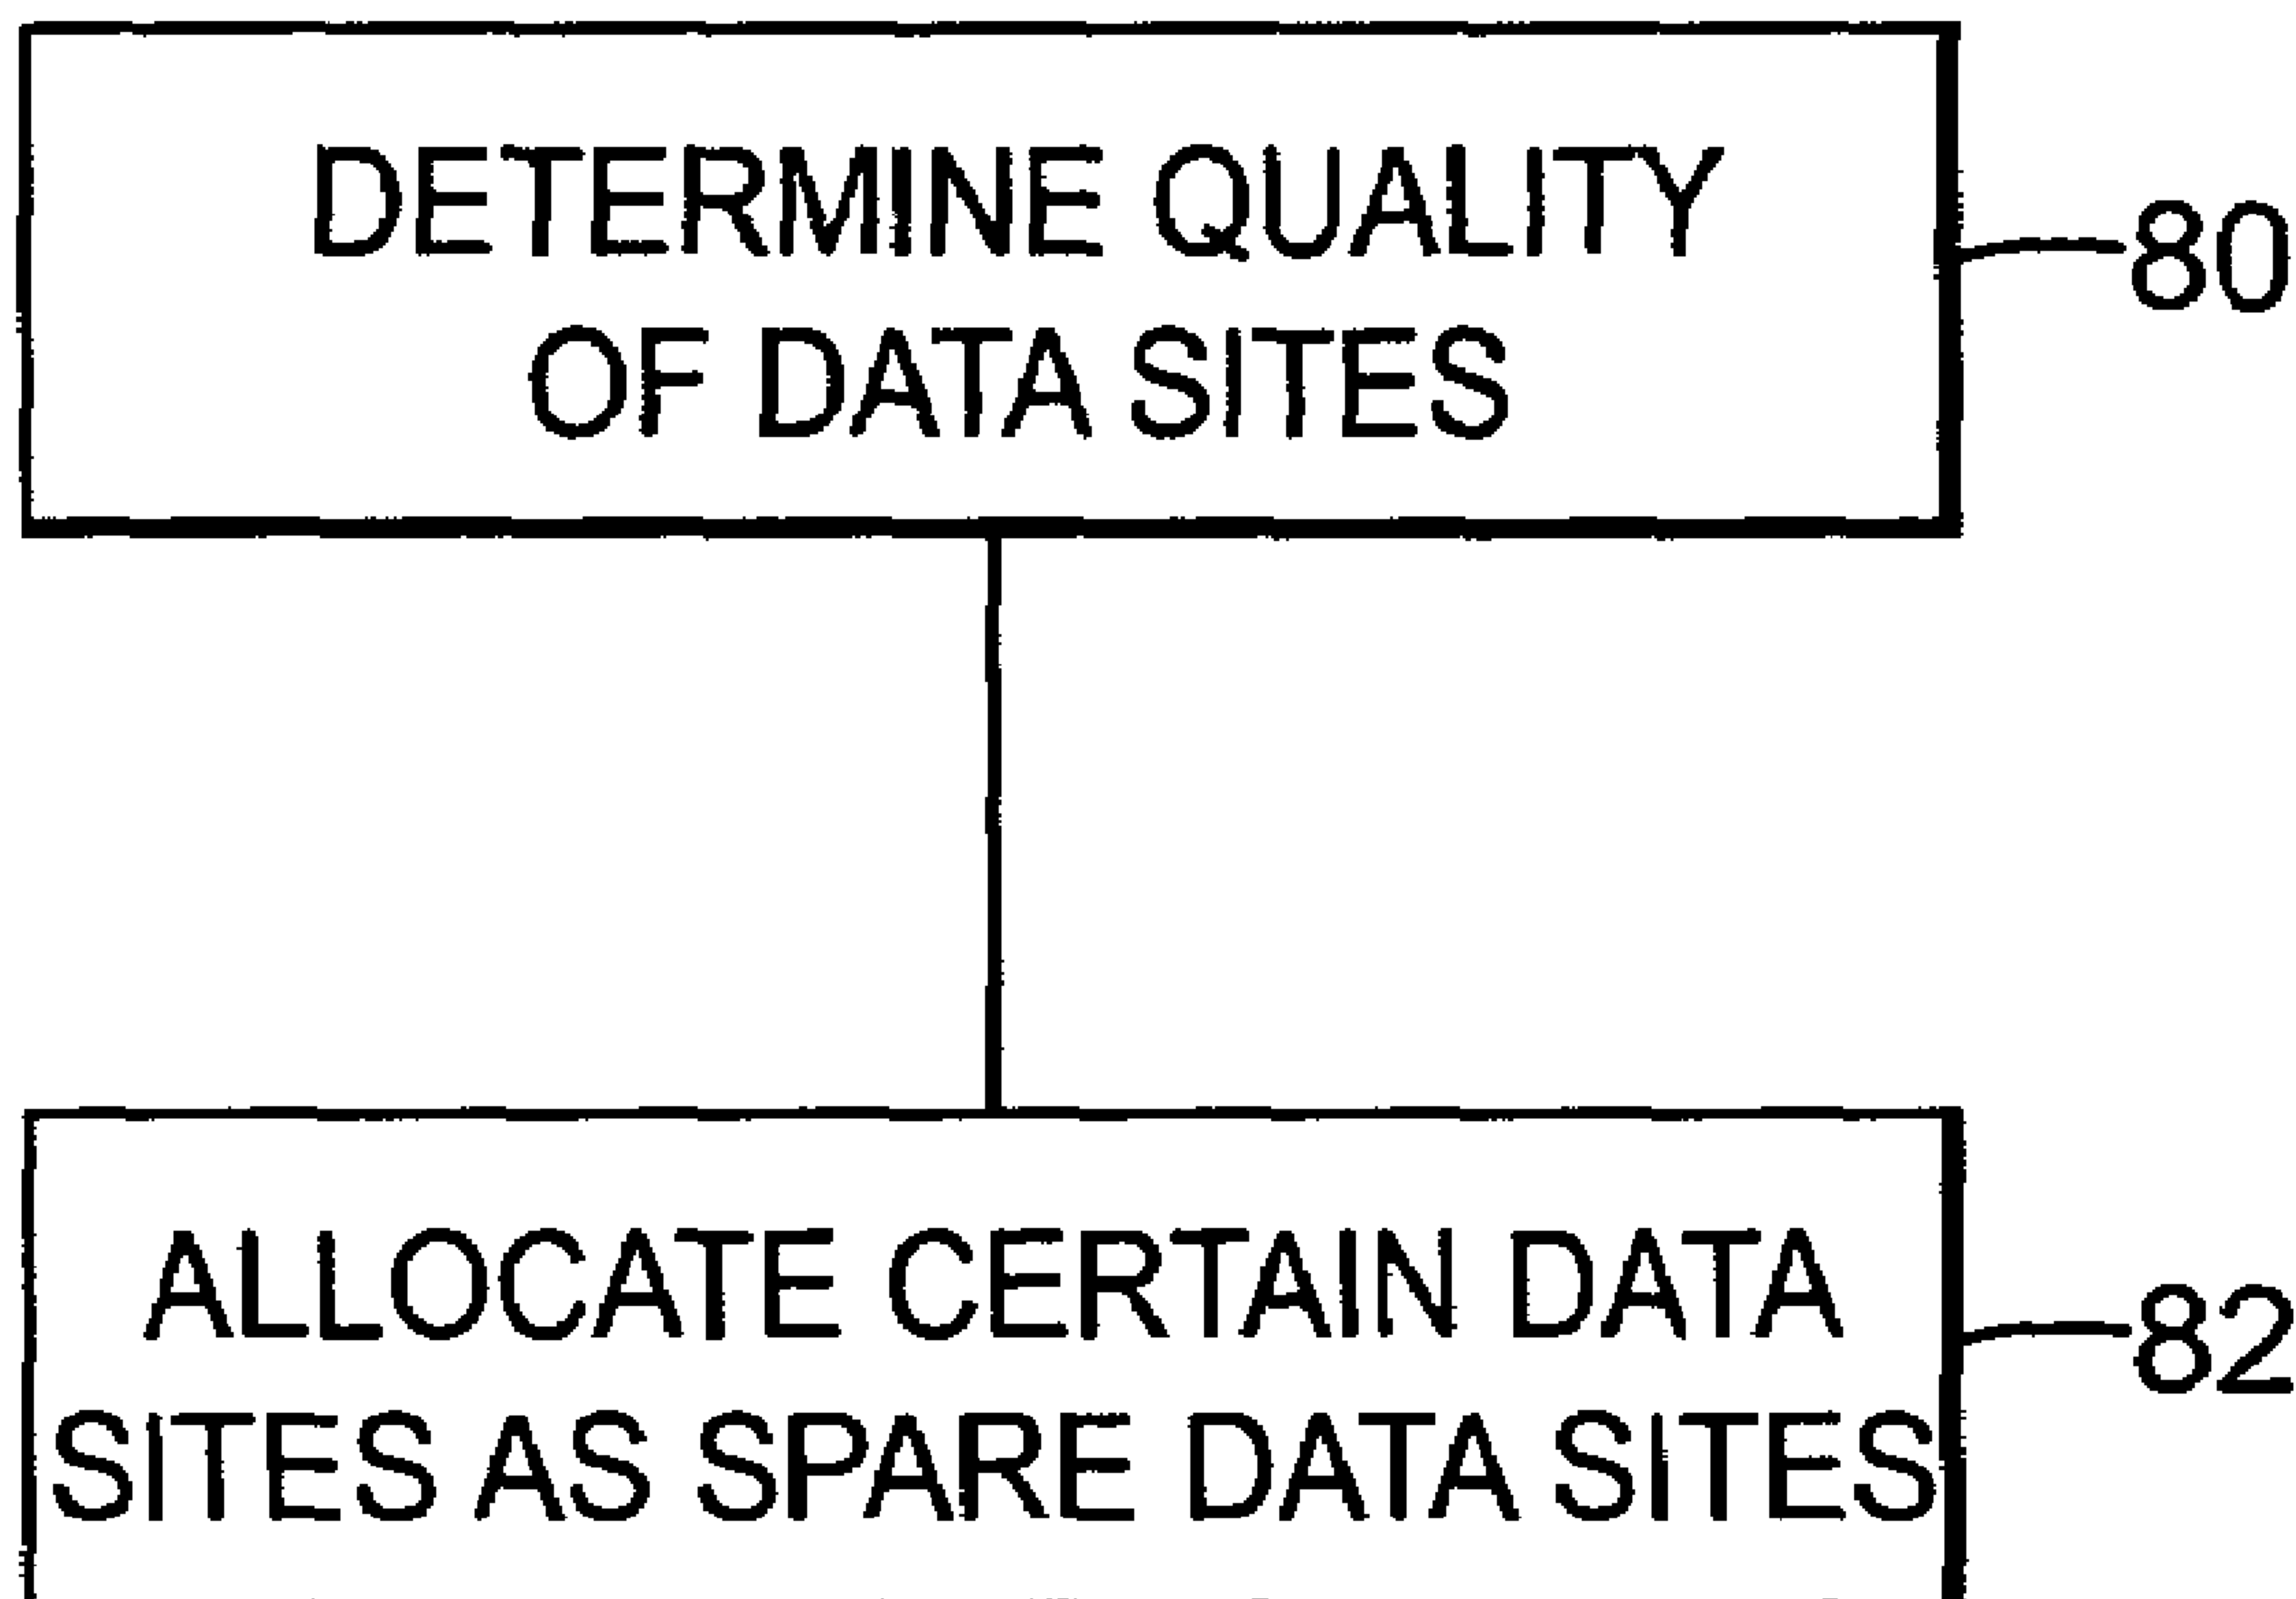 DETERMINE QUALITY
OF DATA SITES
80
ALLOCATE CERTAIN DATA
SITES AS SPARE DATA SITES
82